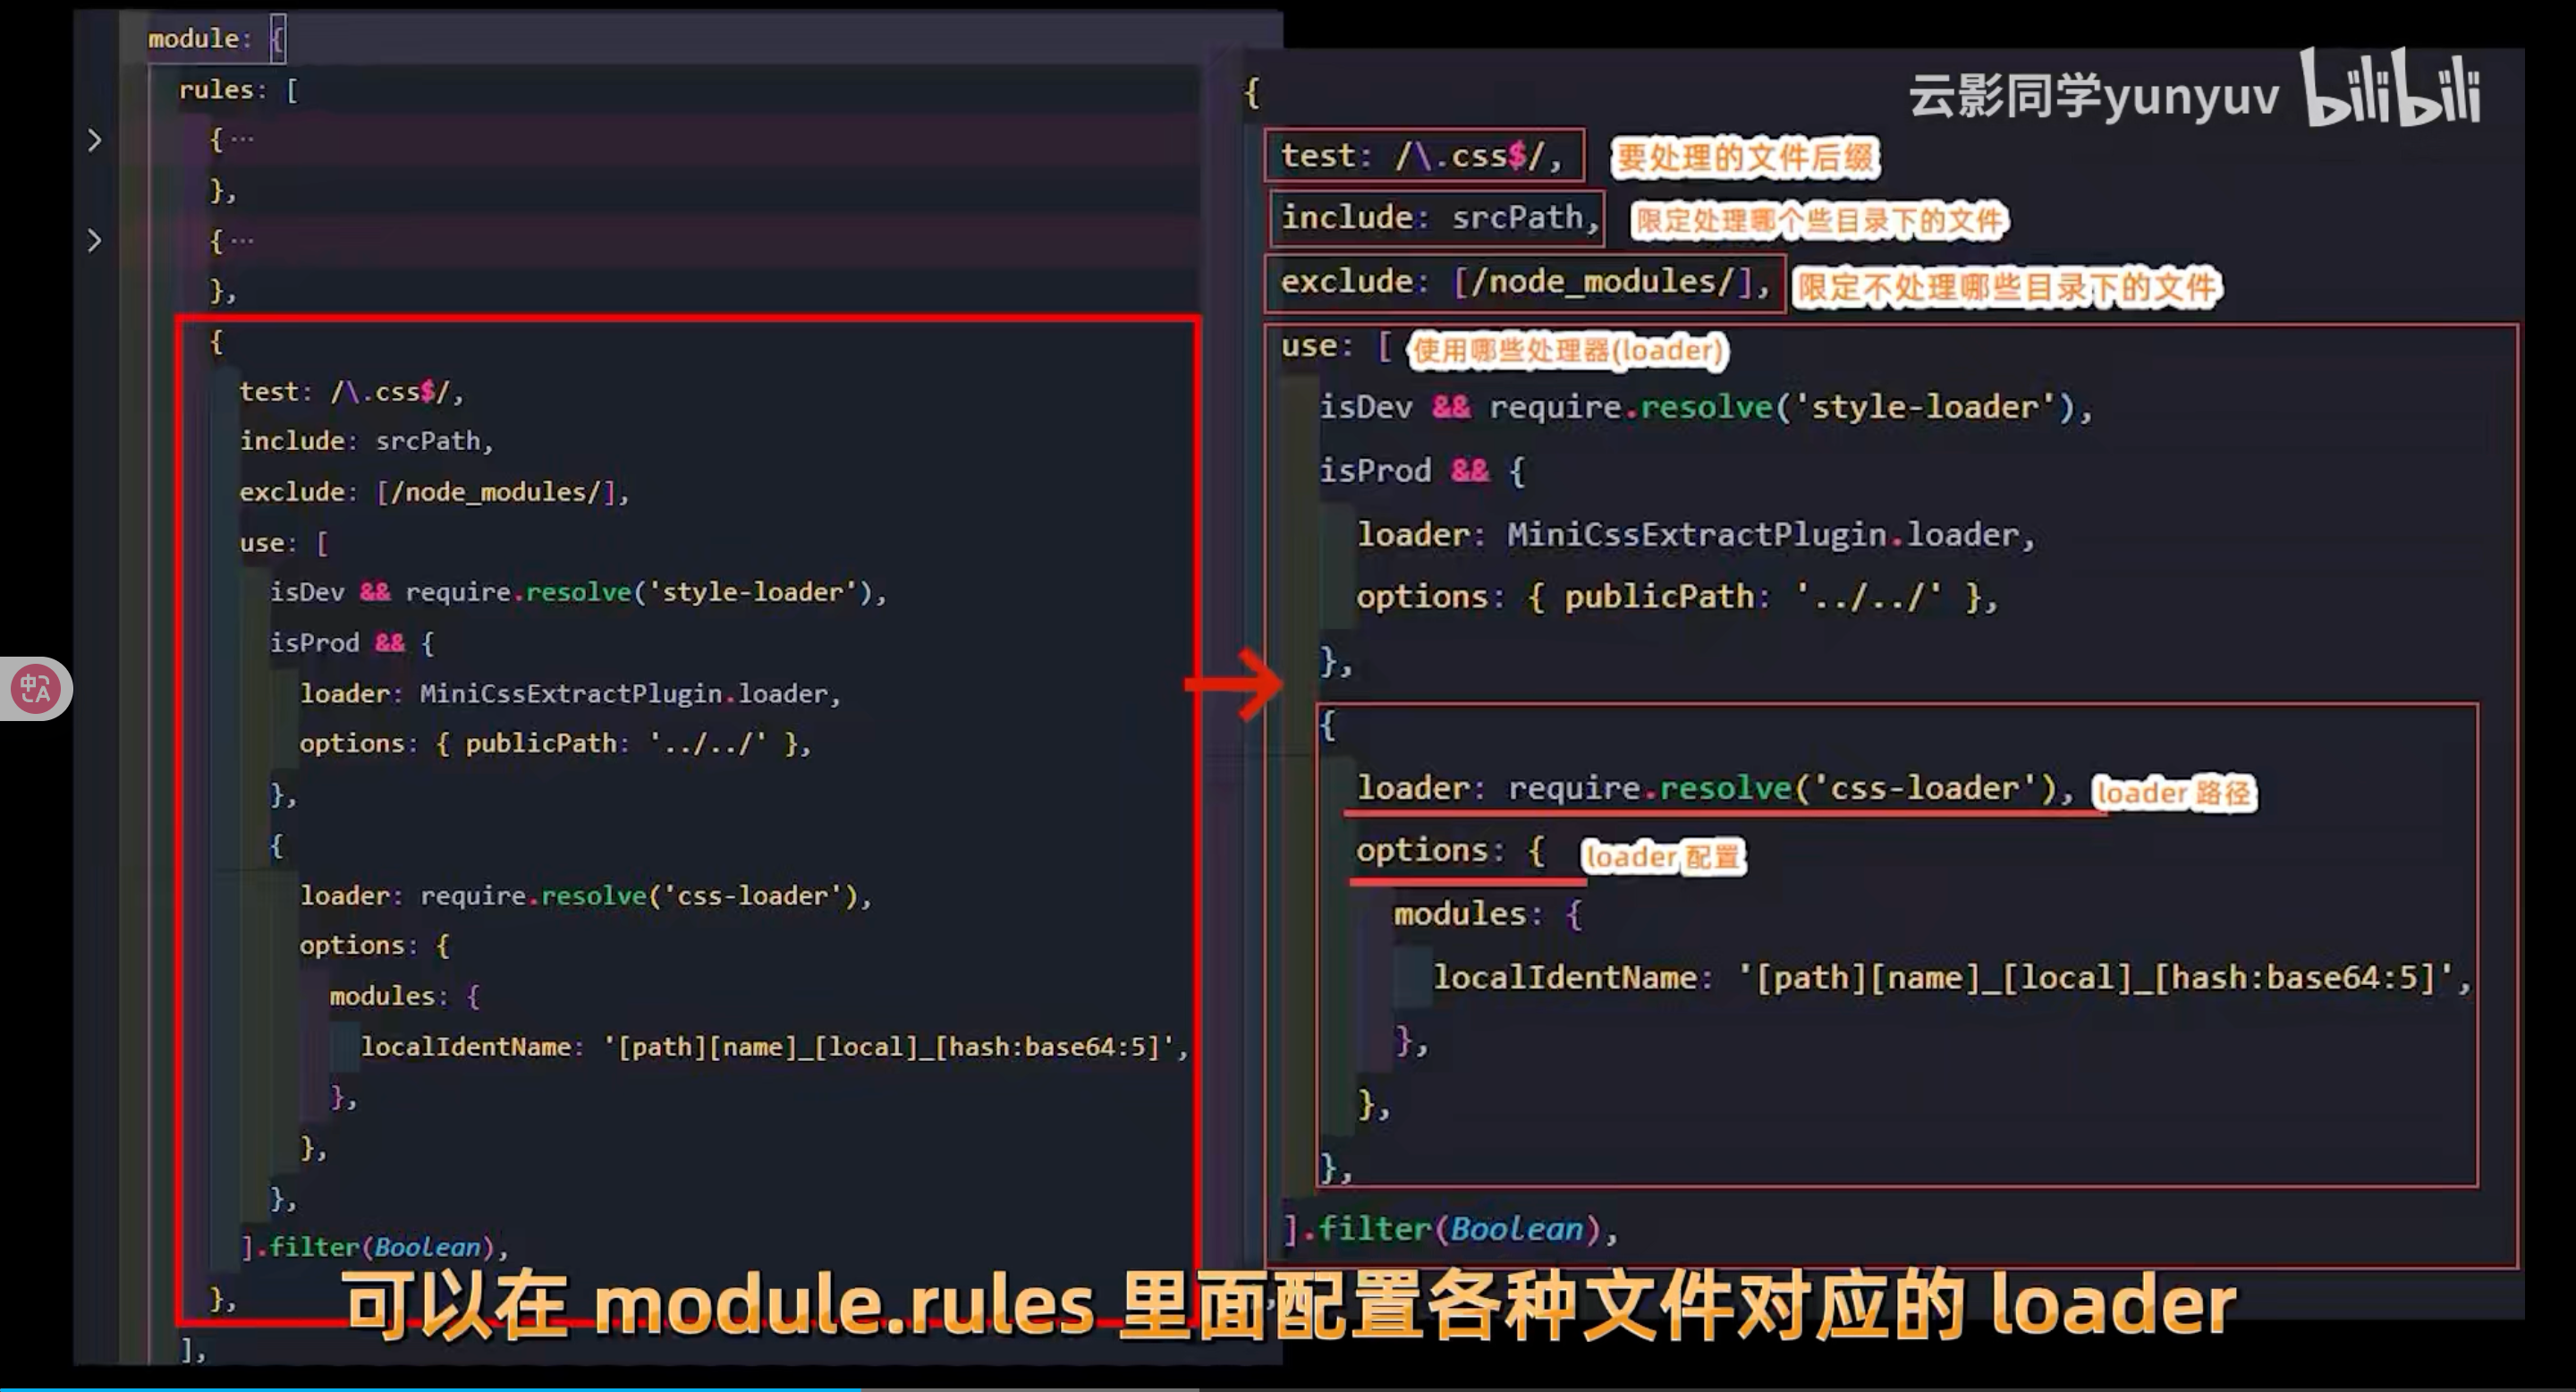 module: {
rules: [
{ ···
},
{ ···
},
{
test: /\.css$/,
include: srcPath,
exclude: [/node_modules/],
use: [
isDev && require.resolve('style-loader'),
isProd && {
loader: MiniCssExtractPlugin.loader,
options: { publicPath: '../../' },
},
{
loader: require.resolve('css-loader'),
options: {
modules: {
localIdentName: '[path][name]_[local]_[hash:base64:5]',
},
},
},
].filter(Boolean),
},
],
云影同学yunyuv bilibili
{
test: /\.css$/, 要处理的文件后缀
include: srcPath, 限定处理哪个些目录下的文件
exclude: [/node_modules/], 限定不处理哪些目录下的文件
use: [ 使用哪些处理器(loader)
isDev && require.resolve('style-loader'),
isProd && {
loader: MiniCssExtractPlugin.loader,
options: { publicPath: '../../' },
},
{
loader: require.resolve('css-loader'), loader 路径
options: { loader 配置
modules: {
localIdentName: '[path][name]_[local]_[hash:base64:5]',
},
},
},
].filter(Boolean),
可以在 module.rules 里面配置各种文件对应的 loader
中A